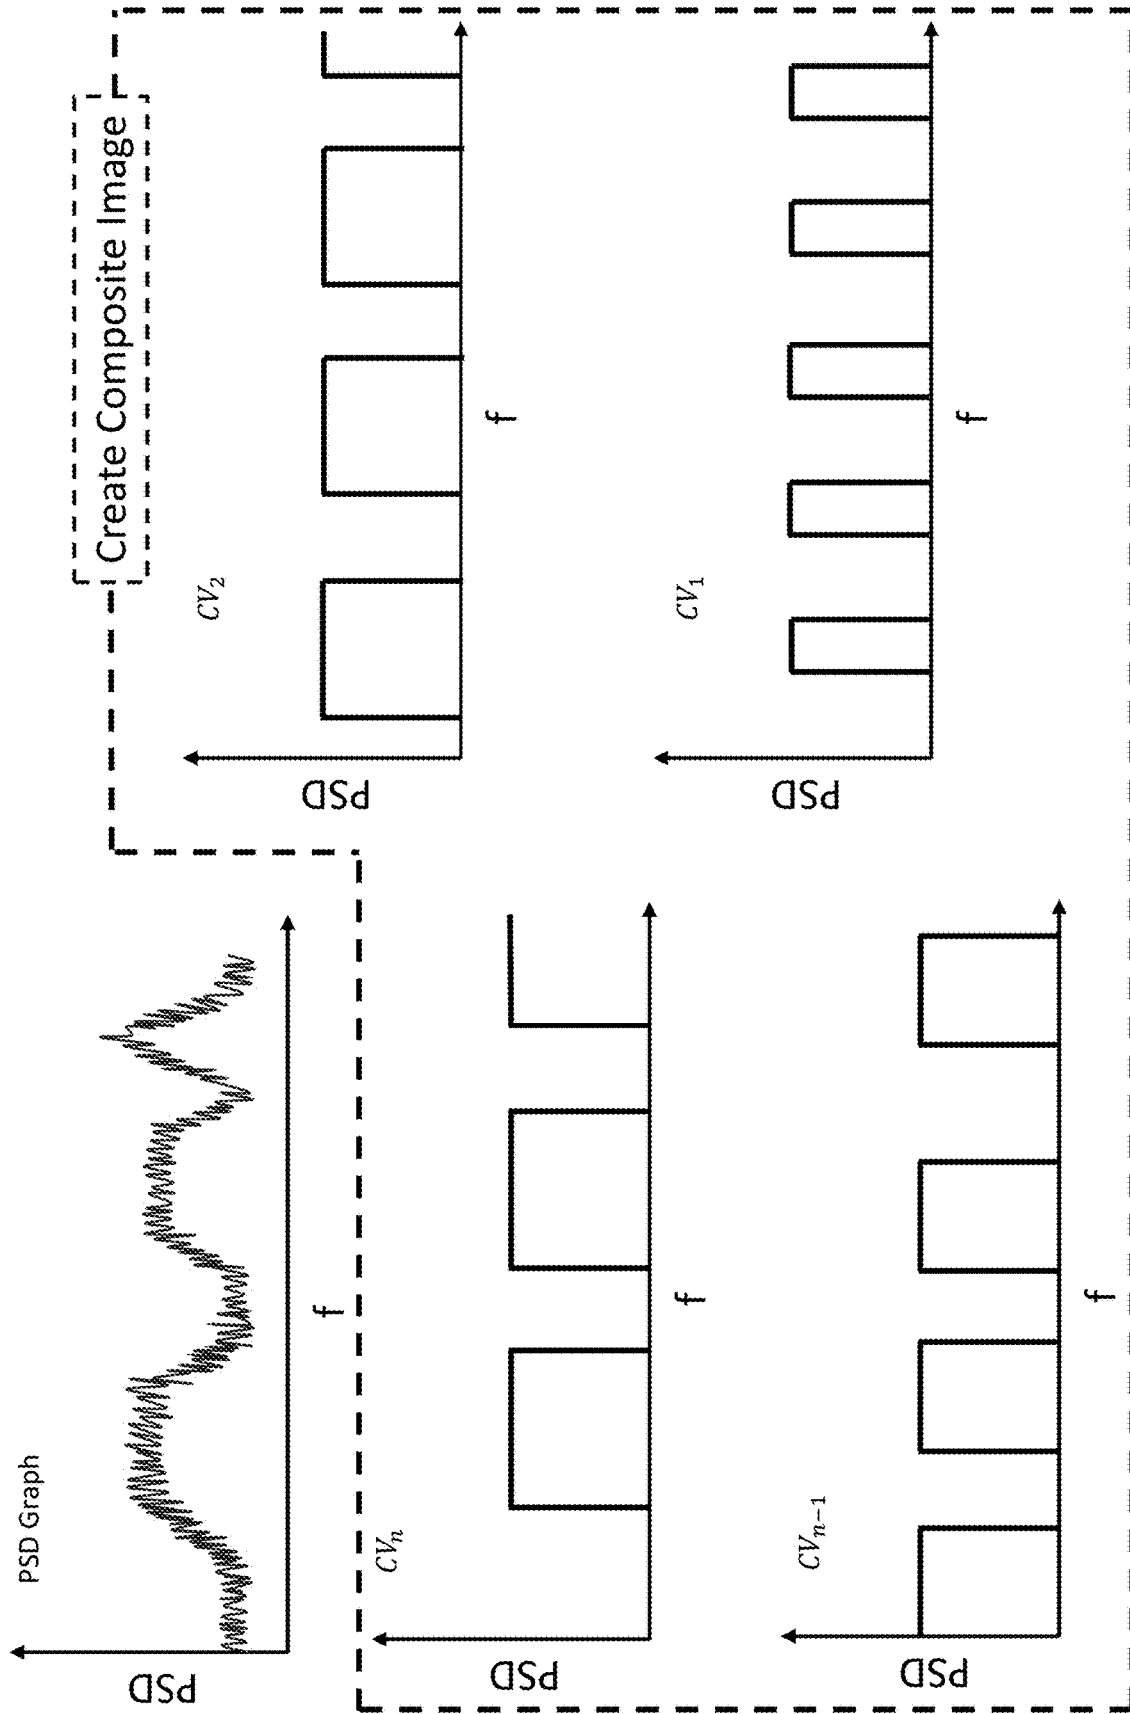 PSD Graph
PSD
f
Create Composite Image
CV₂
PSD
f
CVₙ
PSD
f
CV₁
PSD
f
CVₙ₋₁
PSD
f